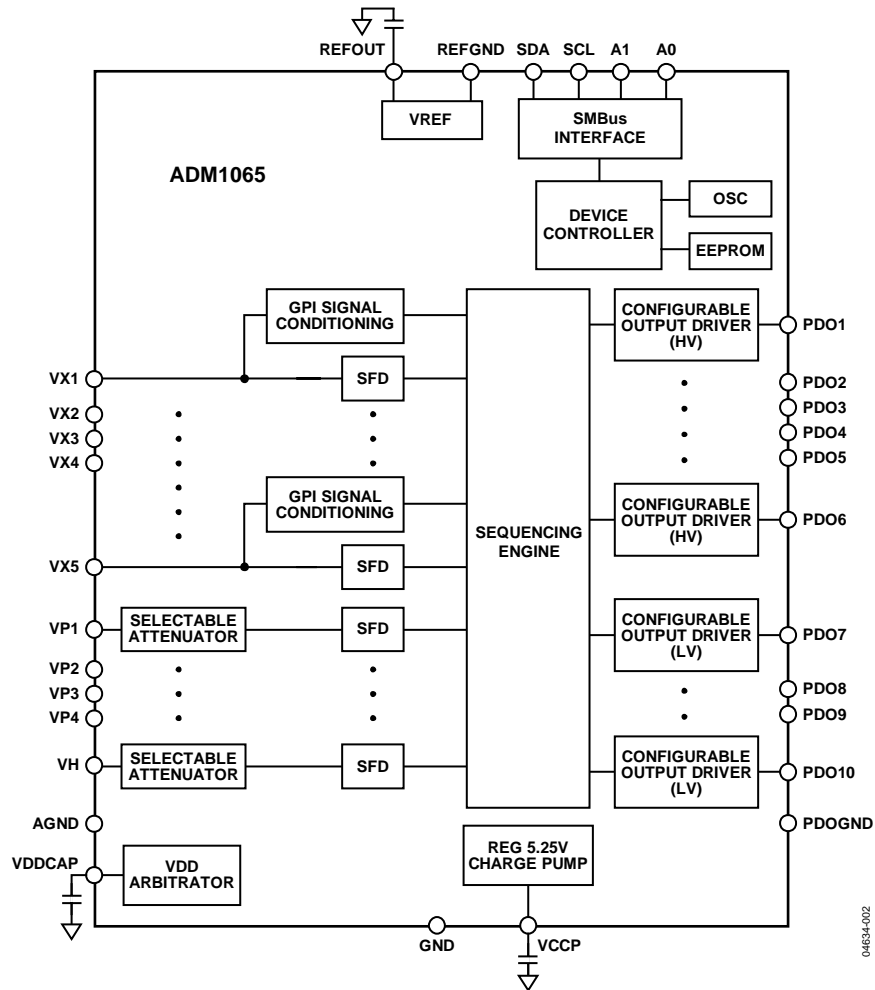 REFOUT
REFGND
SDA
SCL
A1
A0
VREF
SMBus
INTERFACE
ADM1065
DEVICE
CONTROLLER
OSC
EEPROM
GPI SIGNAL
CONDITIONING
CONFIGURABLE
OUTPUT DRIVER
(HV)
PDO1
VX1
SFD
PDO2
VX2
PDO3
VX3
PDO4
VX4
PDO5
GPI SIGNAL
CONDITIONING
CONFIGURABLE
OUTPUT DRIVER
(HV)
PDO6
SEQUENCING
ENGINE
VX5
SFD
VP1
SELECTABLE
ATTENUATOR
SFD
CONFIGURABLE
OUTPUT DRIVER
(LV)
PDO7
VP2
VP3
VP4
PDO8
PDO9
VH
SELECTABLE
ATTENUATOR
SFD
CONFIGURABLE
OUTPUT DRIVER
(LV)
PDO10
AGND
PDOGND
VDDCAP
VDD
ARBITRATOR
REG 5.25V
CHARGE PUMP
GND
VCCP
04634-002